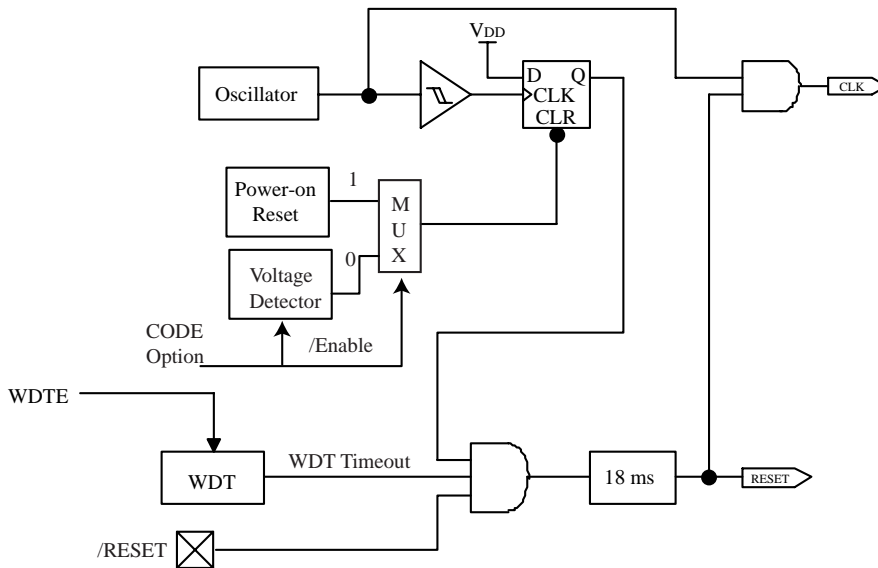 VDD
D Q
CLK
CLR
Oscillator
CLK
Power-on
Reset
1
M
U
X
Voltage
Detector
0
CODE
Option
/Enable
WDTE
WDT
WDT Timeout
18 ms
RESET
/RESET